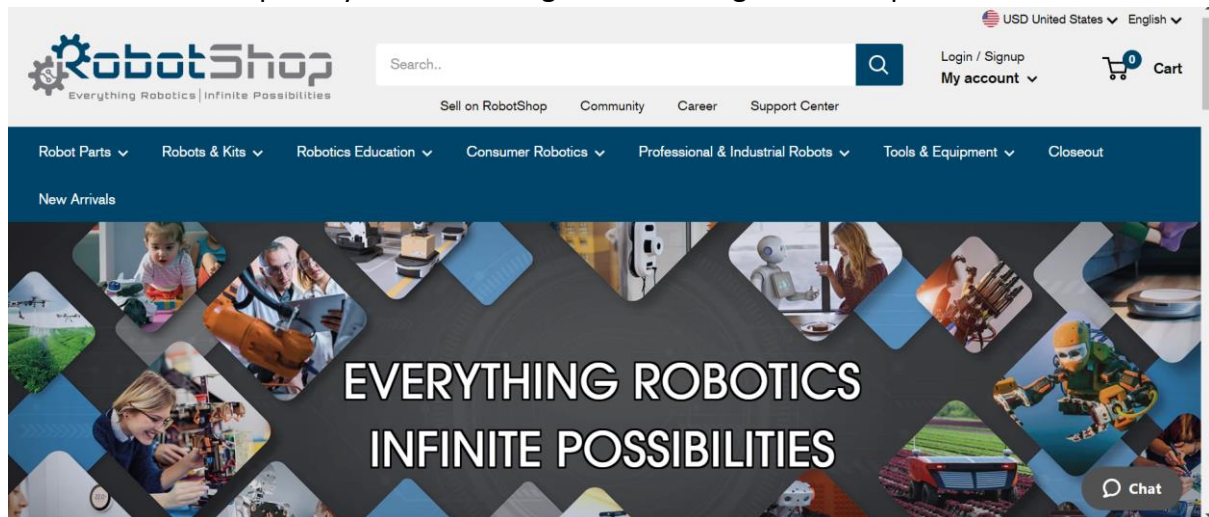 USD United States English
RobotShop
Everything Robotics | Infinite Possibilities
Search..
Login / Signup
My account
0
Cart
Sell on RobotShop Community Career Support Center
Robot Parts Robots & Kits Robotics Education Consumer Robotics Professional & Industrial Robots Tools & Equipment Closeout
New Arrivals
EVERYTHING ROBOTICS
INFINITE POSSIBILITIES
Chat